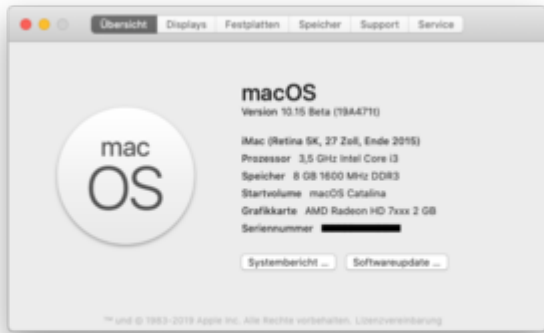 Übersicht Displays Festplatten Speicher Support Service
macOS
Version 10.15 Beta (19A471t)
mac
OS
iMac (Retina 5K, 27 Zoll, Ende 2015)
Prozessor 3,5 GHz Intel Core i3
Speicher 8 GB 1600 MHz DDR3
Startvolume macOS Catalina
Grafikkarte AMD Radeon HD 7xxx 2 GB
Seriennummer
Systembericht ... Softwareupdate ...
™ und © 1983-2019 Apple Inc. Alle Rechte vorbehalten. Lizenzvereinbarung